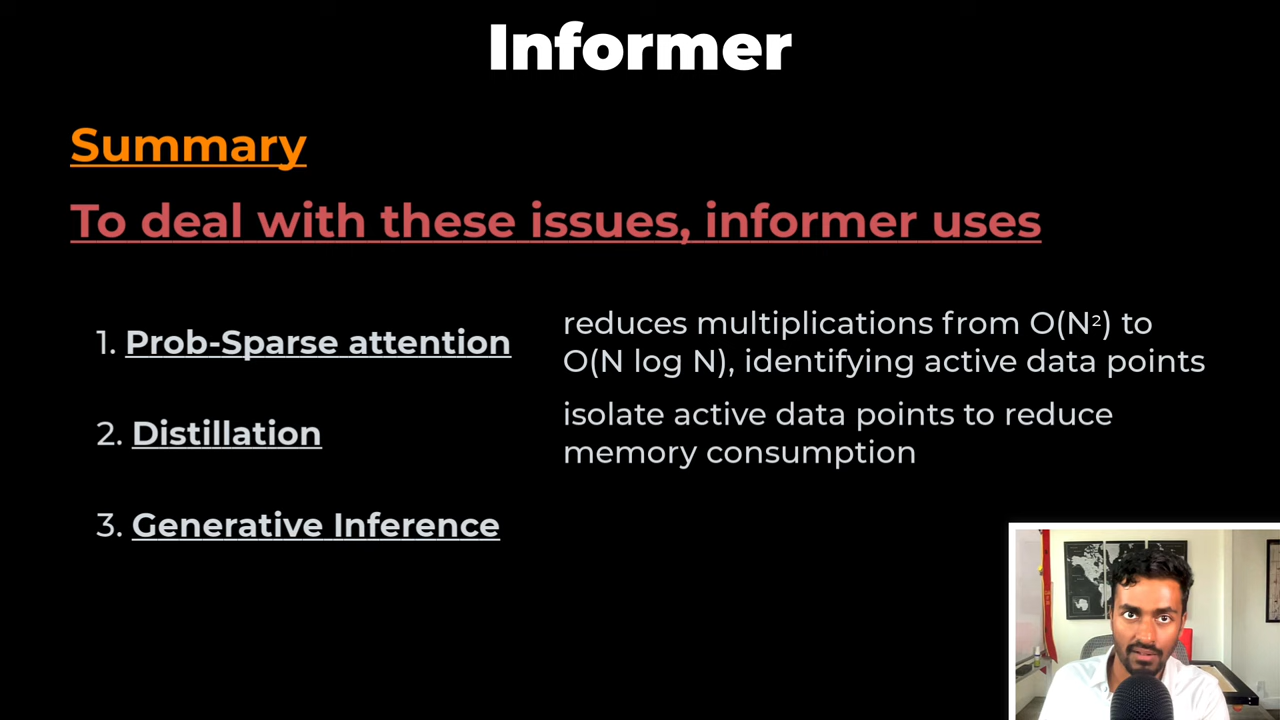 Informer
Summary
To deal with these issues, informer uses
1. Prob-Sparse attention
reduces multiplications from O(N²) to
O(N log N), identifying active data points
2. Distillation
isolate active data points to reduce
memory consumption
3. Generative Inference